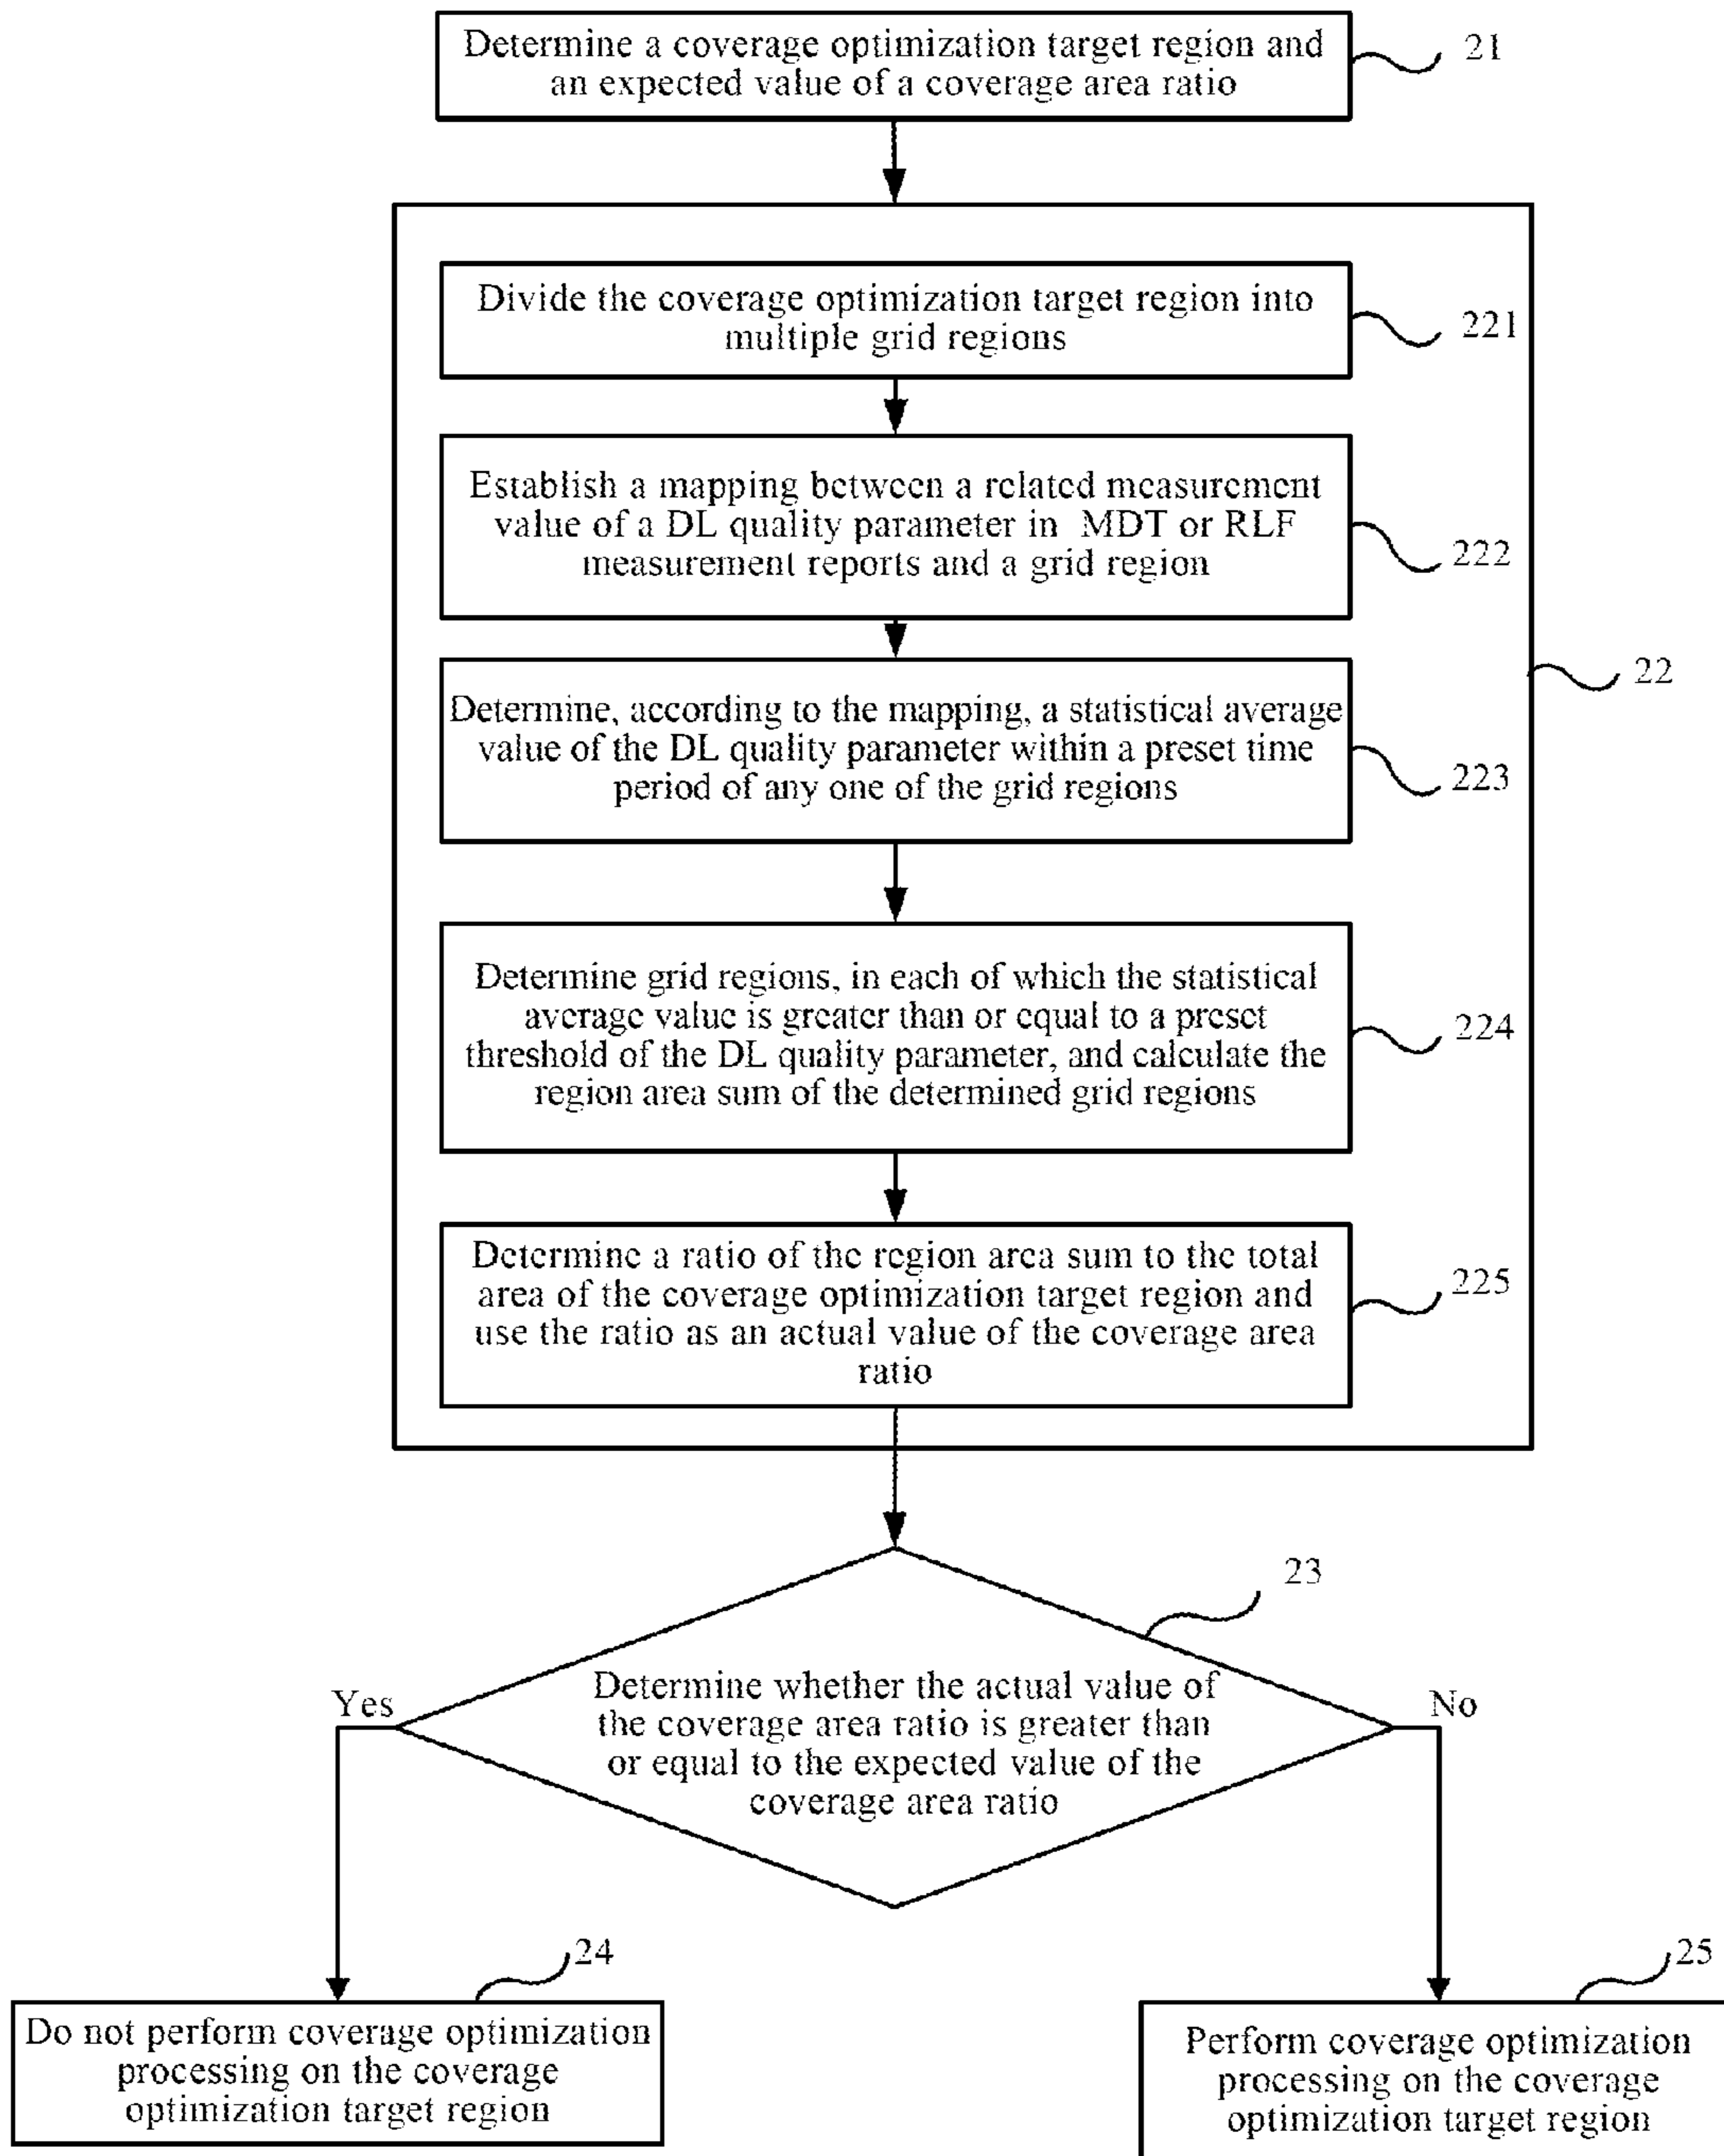 Determine a coverage optimization target region and
an expected value of a coverage area ratio
21
Divide the coverage optimization target region into
multiple grid regions
221
Establish a mapping between a related measurement
value of a DL quality parameter in MDT or RLF
measurement reports and a grid region
222
22
Determine, according to the mapping, a statistical average
value of the DL quality parameter within a preset time
period of any one of the grid regions
223
Determine grid regions, in each of which the statistical
average value is greater than or equal to a preset
threshold of the DL quality parameter, and calculate the
region area sum of the determined grid regions
224
Determine a ratio of the region area sum to the total
area of the coverage optimization target region and
use the ratio as an actual value of the coverage area
ratio
225
23
Determine whether the actual value of
the coverage area ratio is greater than
or equal to the expected value of the
coverage area ratio
Yes
No
24
Do not perform coverage optimization
processing on the coverage
optimization target region
25
Perform coverage optimization
processing on the coverage
optimization target region